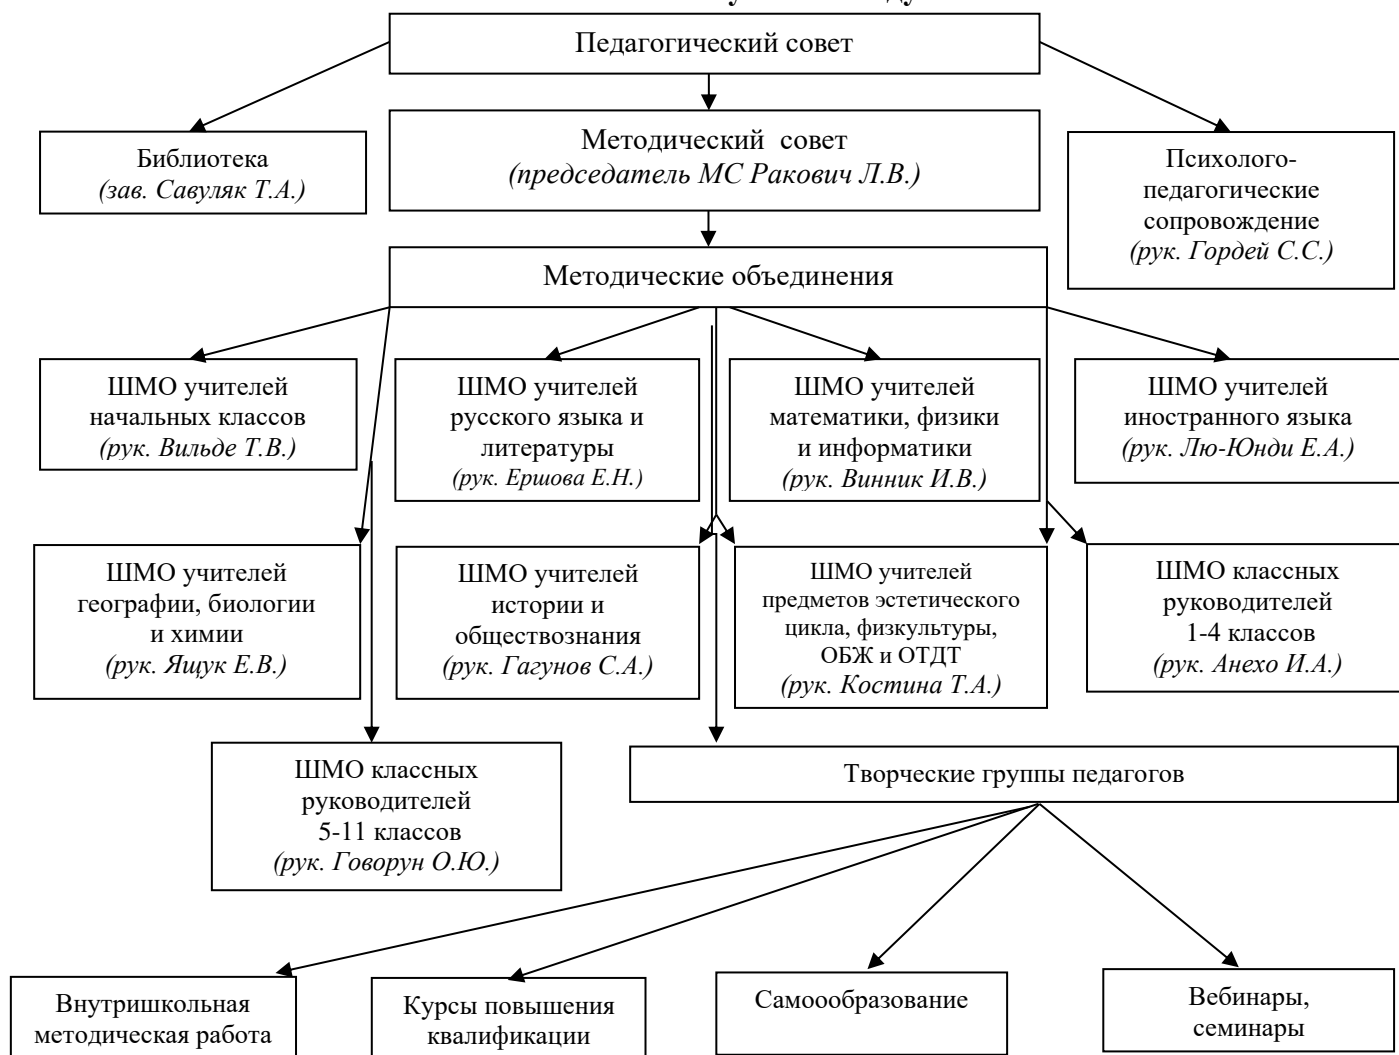 Педагогический совет
Библиотека
(зав. Савуляк Т.А.)
Методический совет
(председатель МС Ракович Л.В.)
Психолого-
педагогические
сопровождение
(рук. Гордей С.С.)
Методические объединения
ШМО учителей
начальных классов
(рук. Вильде Т.В.)
ШМО учителей
русского языка и
литературы
(рук. Ершова Е.Н.)
ШМО учителей
математики, физики
и информатики
(рук. Винник И.В.)
ШМО учителей
иностранного языка
(рук. Лю-Юнди Е.А.)
ШМО учителей
географии, биологии
и химии
(рук. Ящук Е.В.)
ШМО учителей
истории и
обществознания
(рук. Гагунов С.А.)
ШМО учителей
предметов эстетического
цикла, физкультуры,
ОБЖ и ОТДТ
(рук. Костина Т.А.)
ШМО классных
руководителей
1-4 классов
(рук. Анехо И.А.)
ШМО классных
руководителей
5-11 классов
(рук. Говорун О.Ю.)
Творческие группы педагогов
Внутришкольная
методическая работа
Курсы повышения
квалификации
Самоообразование
Вебинары,
семинары